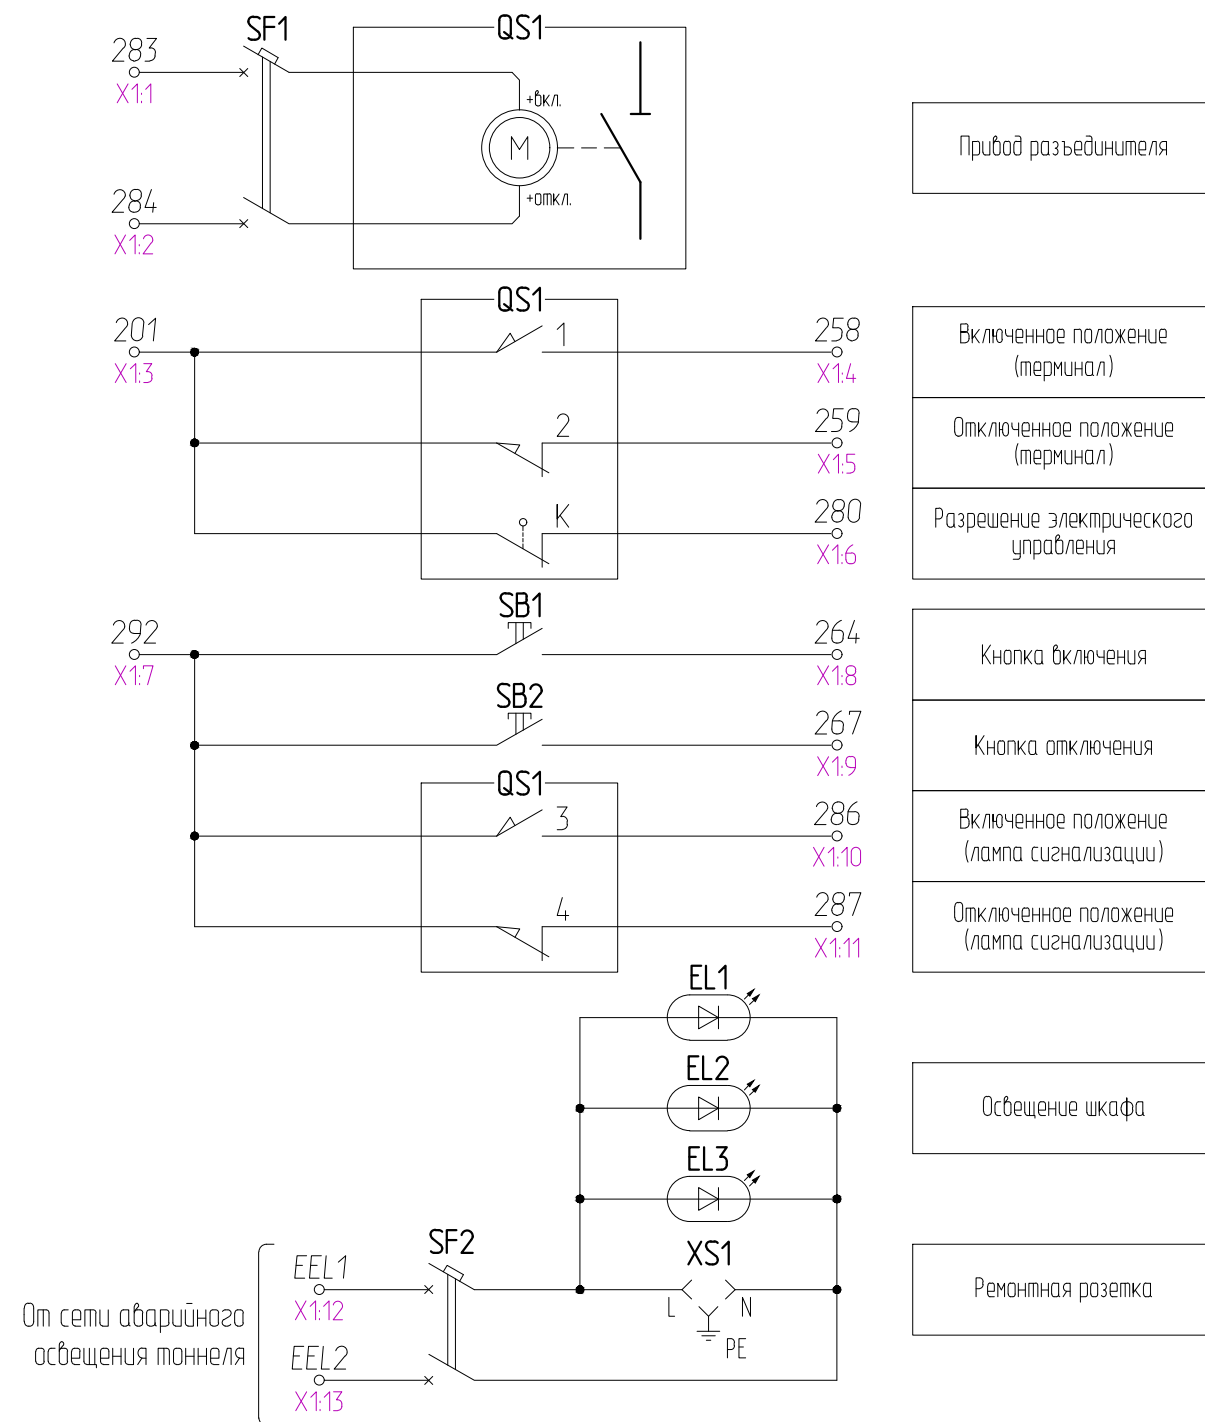 SF1
QS1
283
X1:1
+вкл.
M
Привод разъединителя
+откл.
284
X1:2
QS1
201
X1:3
1
258
X1:4
Включенное положение
(терминал)
2
259
X1:5
Отключенное положение
(терминал)
K
280
X1:6
Разрешение электрического
управления
SB1
292
X1:7
264
X1:8
Кнопка включения
SB2
267
X1:9
Кнопка отключения
QS1
3
286
X1:10
Включенное положение
(лампа сигнализации)
4
287
X1:11
Отключенное положение
(лампа сигнализации)
EL1
EL2
Освещение шкафа
EL3
SF2
XS1
EEL1
X1:12
L
N
PE
Ремонтная розетка
От сети аварийного
освещения тоннеля
EEL2
X1:13